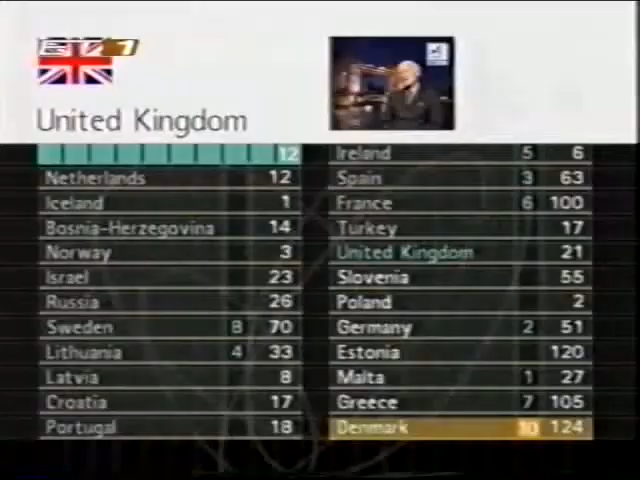 ET 1
United Kingdom
12
Netherlands 12
Iceland 1
Bosnia-Herzegovina 14
Norway 3
Israel 23
Russia 26
Sweden 8 70
Lithuania 4 33
Latvia 8
Croatia 17
Portugal 18
Ireland 5 6
Spain 3 63
France 6 100
Turkey 17
United Kingdom 21
Slovenia 55
Poland 2
Germany 2 51
Estonia 120
Malta 1 27
Greece 7 105
Denmark 10 124